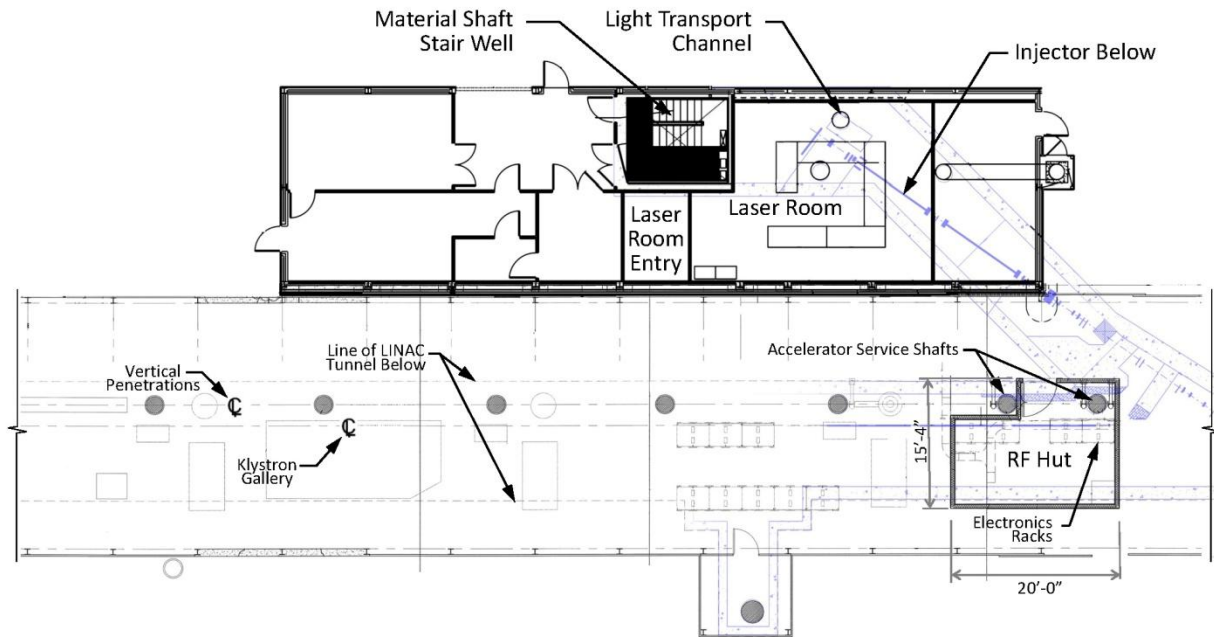 Material Shaft
Stair Well
Light Transport
Channel
Injector Below
Laser Room
Laser
Room
Entry
Vertical
Penetrations
Line of LINAC
Tunnel Below
Accelerator Service Shafts
Klystron
Gallery
15’-4”
RF Hut
Electronics
Racks
20’-0”